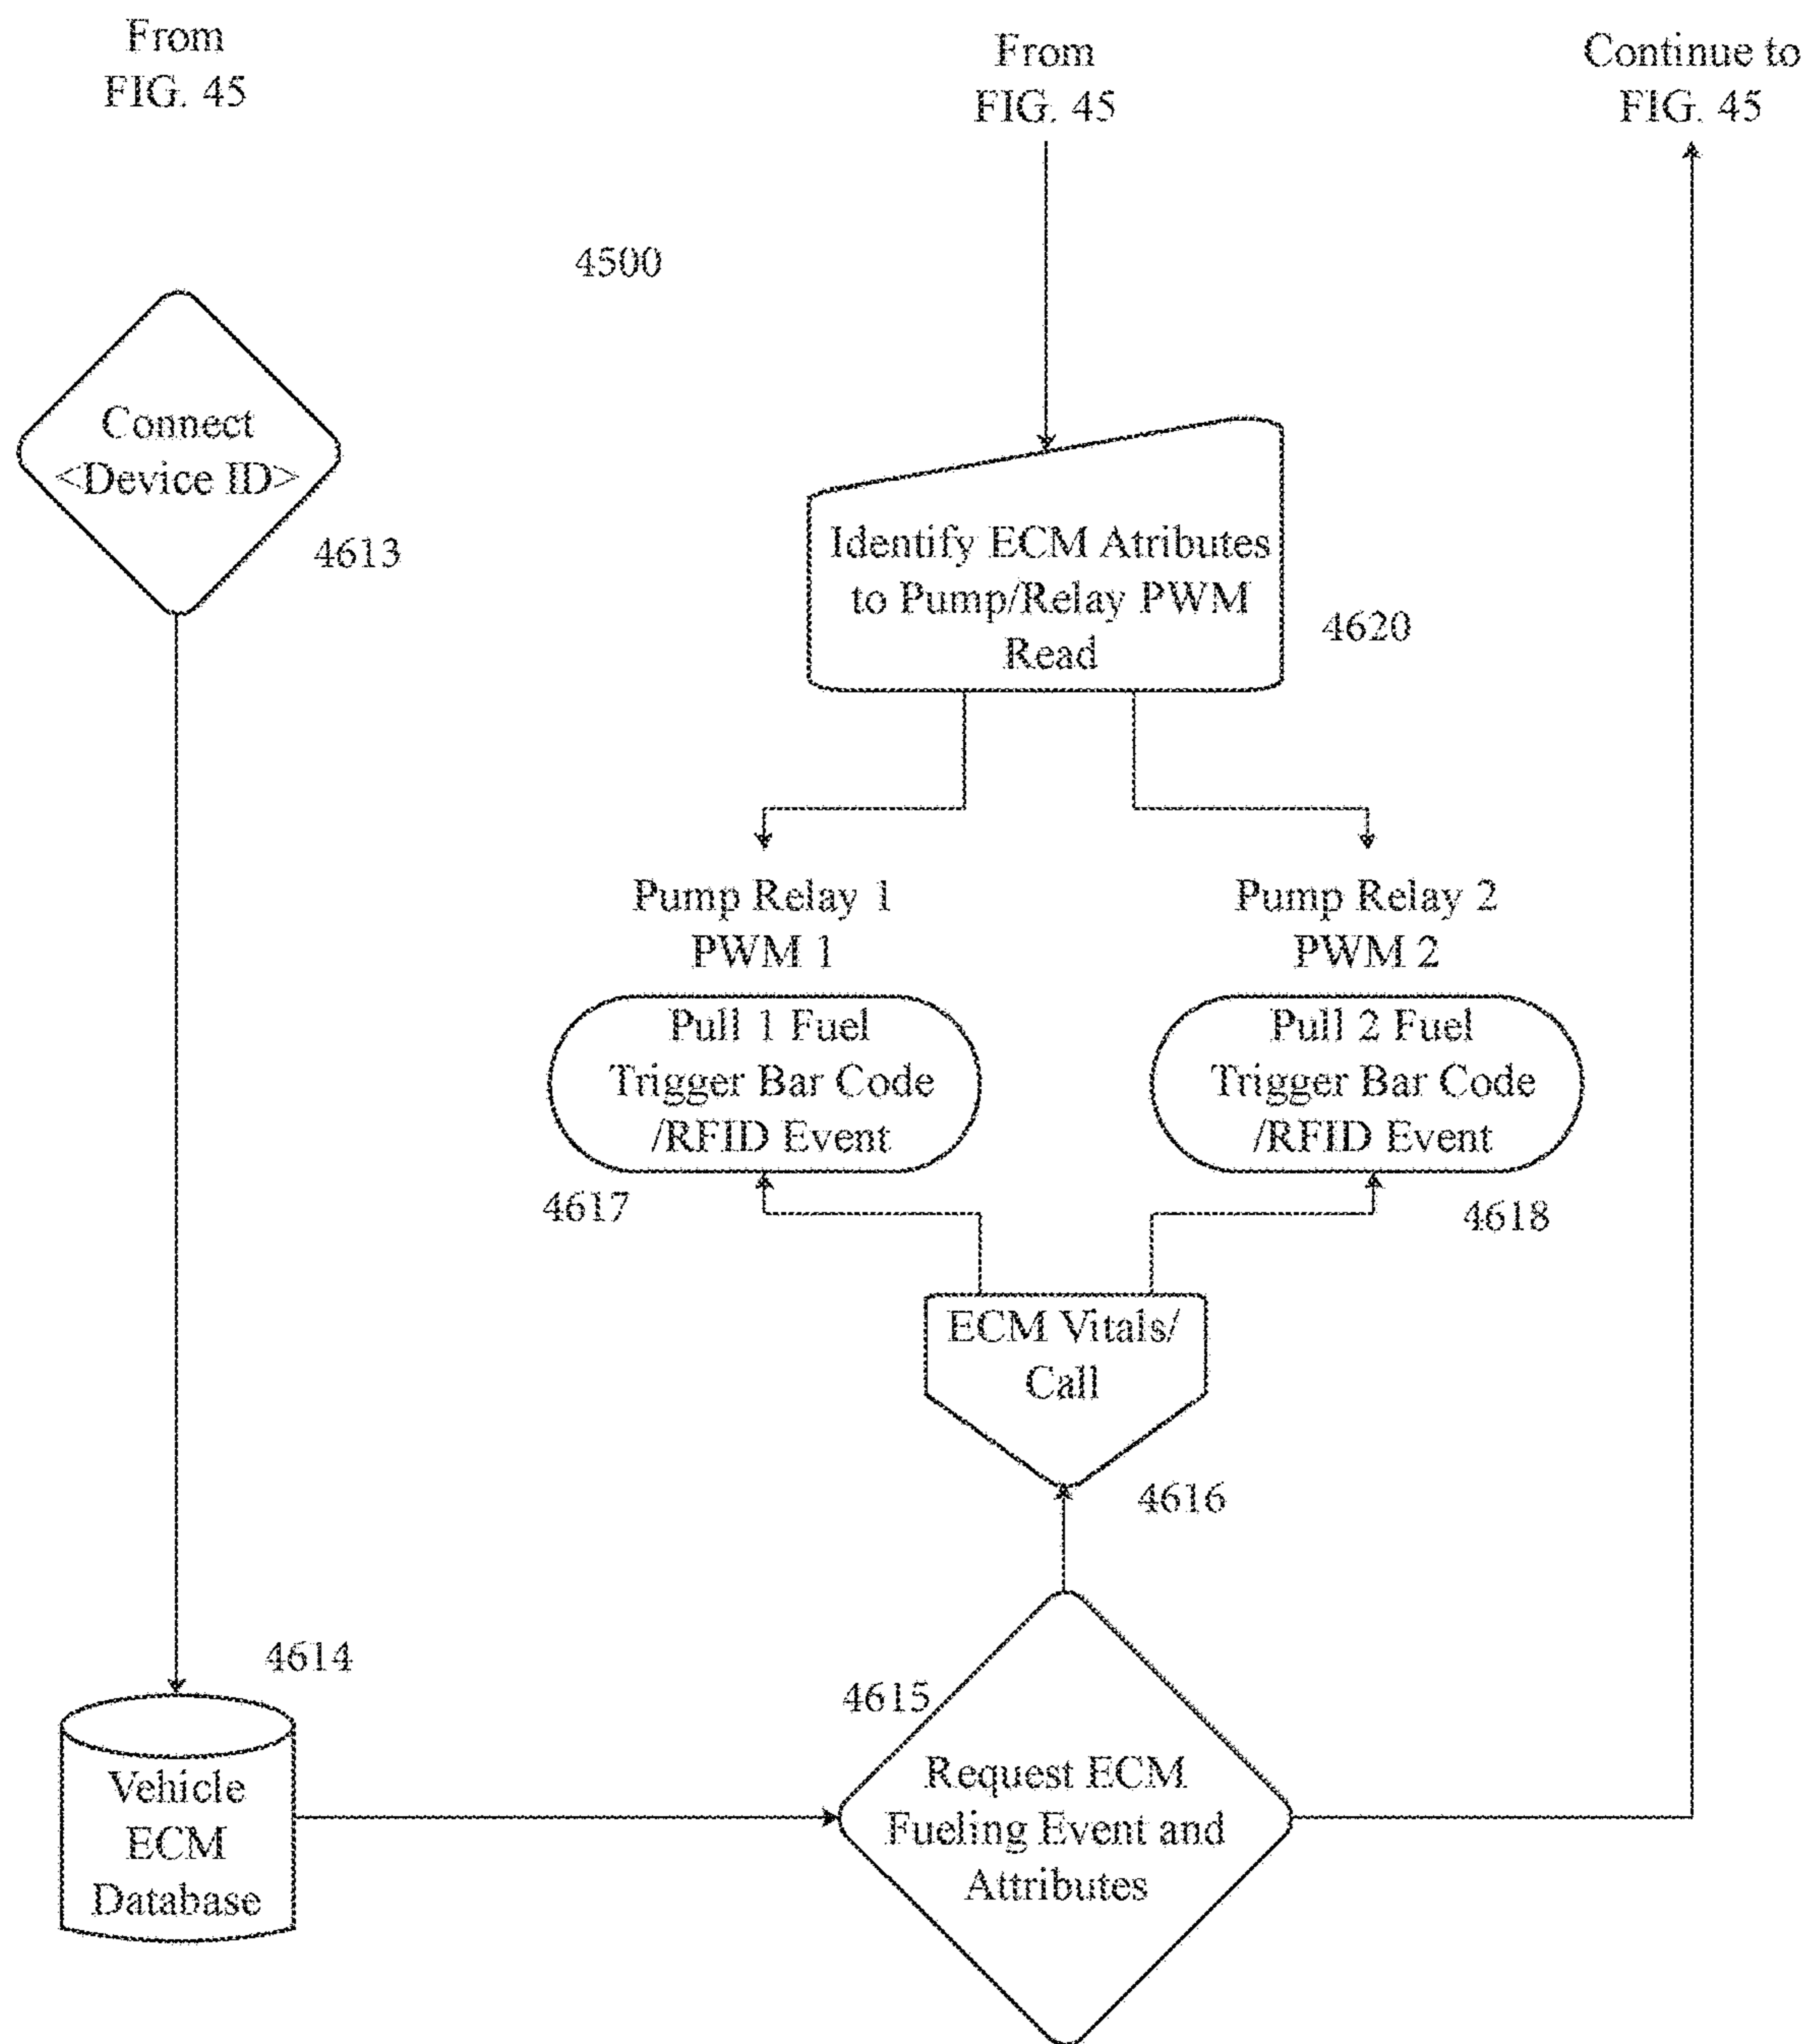 From
FIG. 45
From
FIG. 45
Continue to
FIG. 45
4500
Connect
<Device ID>
4613
Identify ECM Atributes
to Pump/Relay PWM
Read
4620
Pump Relay 1
PWM 1
Pump Relay 2
PWM 2
Pull 1 Fuel
Trigger Bar Code
/RFID Event
Pull 2 Fuel
Trigger Bar Code
/RFID Event
4617
4618
ECM Vitals/
Call
4616
4614
4615
Vehicle
ECM
Database
Request ECM
Fueling Event and
Attributes